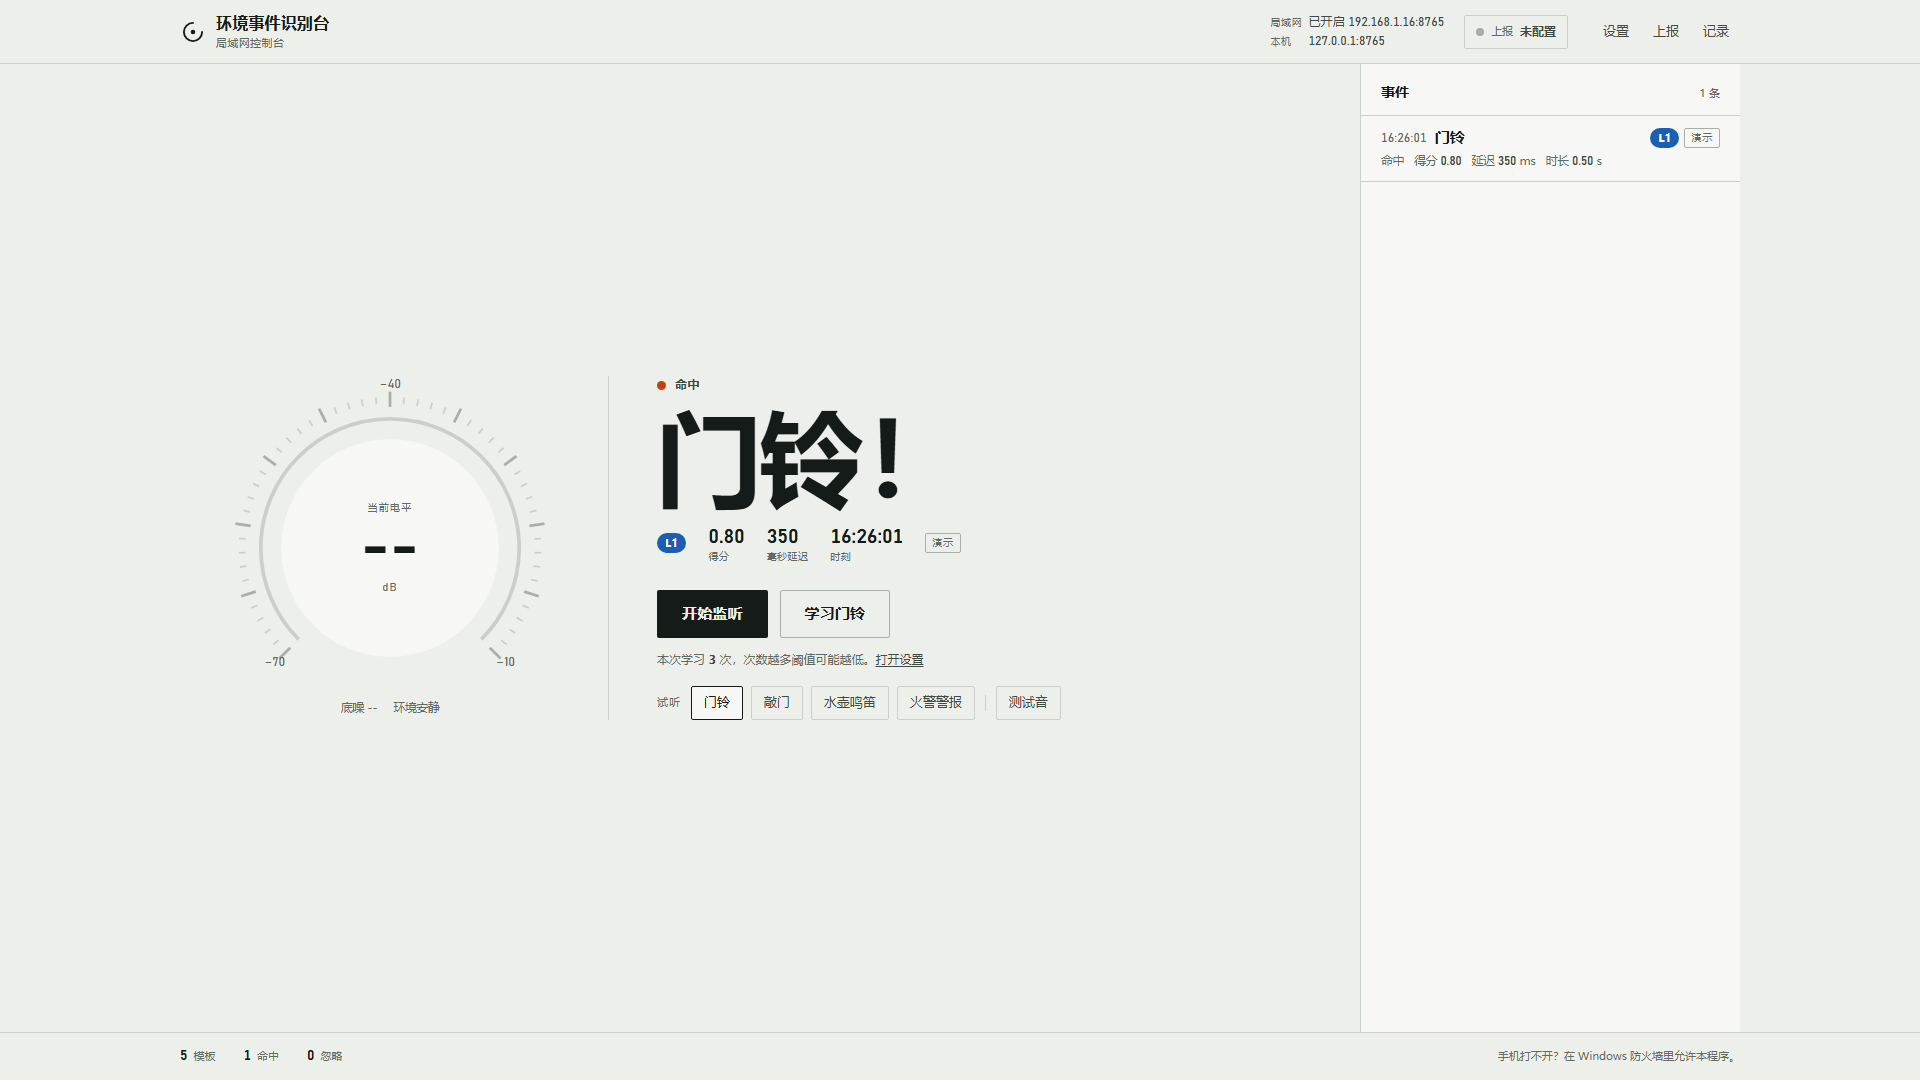 环境事件识别台
局域网控制台
局域网 已开启 192.168.1.16:8765
本机 127.0.0.1:8765
上报 未配置
设置 上报 记录
事件 1 条
16:26:01 门铃 L1 演示
命中 得分 0.80 延迟 350 ms 时长 0.50 s
−40
当前电平
--
dB
−70 −10
底噪 -- 环境安静
命中
门铃！
L1 0.80 350 16:26:01 演示
得分 毫秒延迟 时刻
开始监听 学习门铃
本次学习 3 次，次数越多阈值可能越低。打开设置
试听 门铃 敲门 水壶鸣笛 火警警报 测试音
5 模板 1 命中 0 忽略
手机打不开？在 Windows 防火墙里允许本程序。